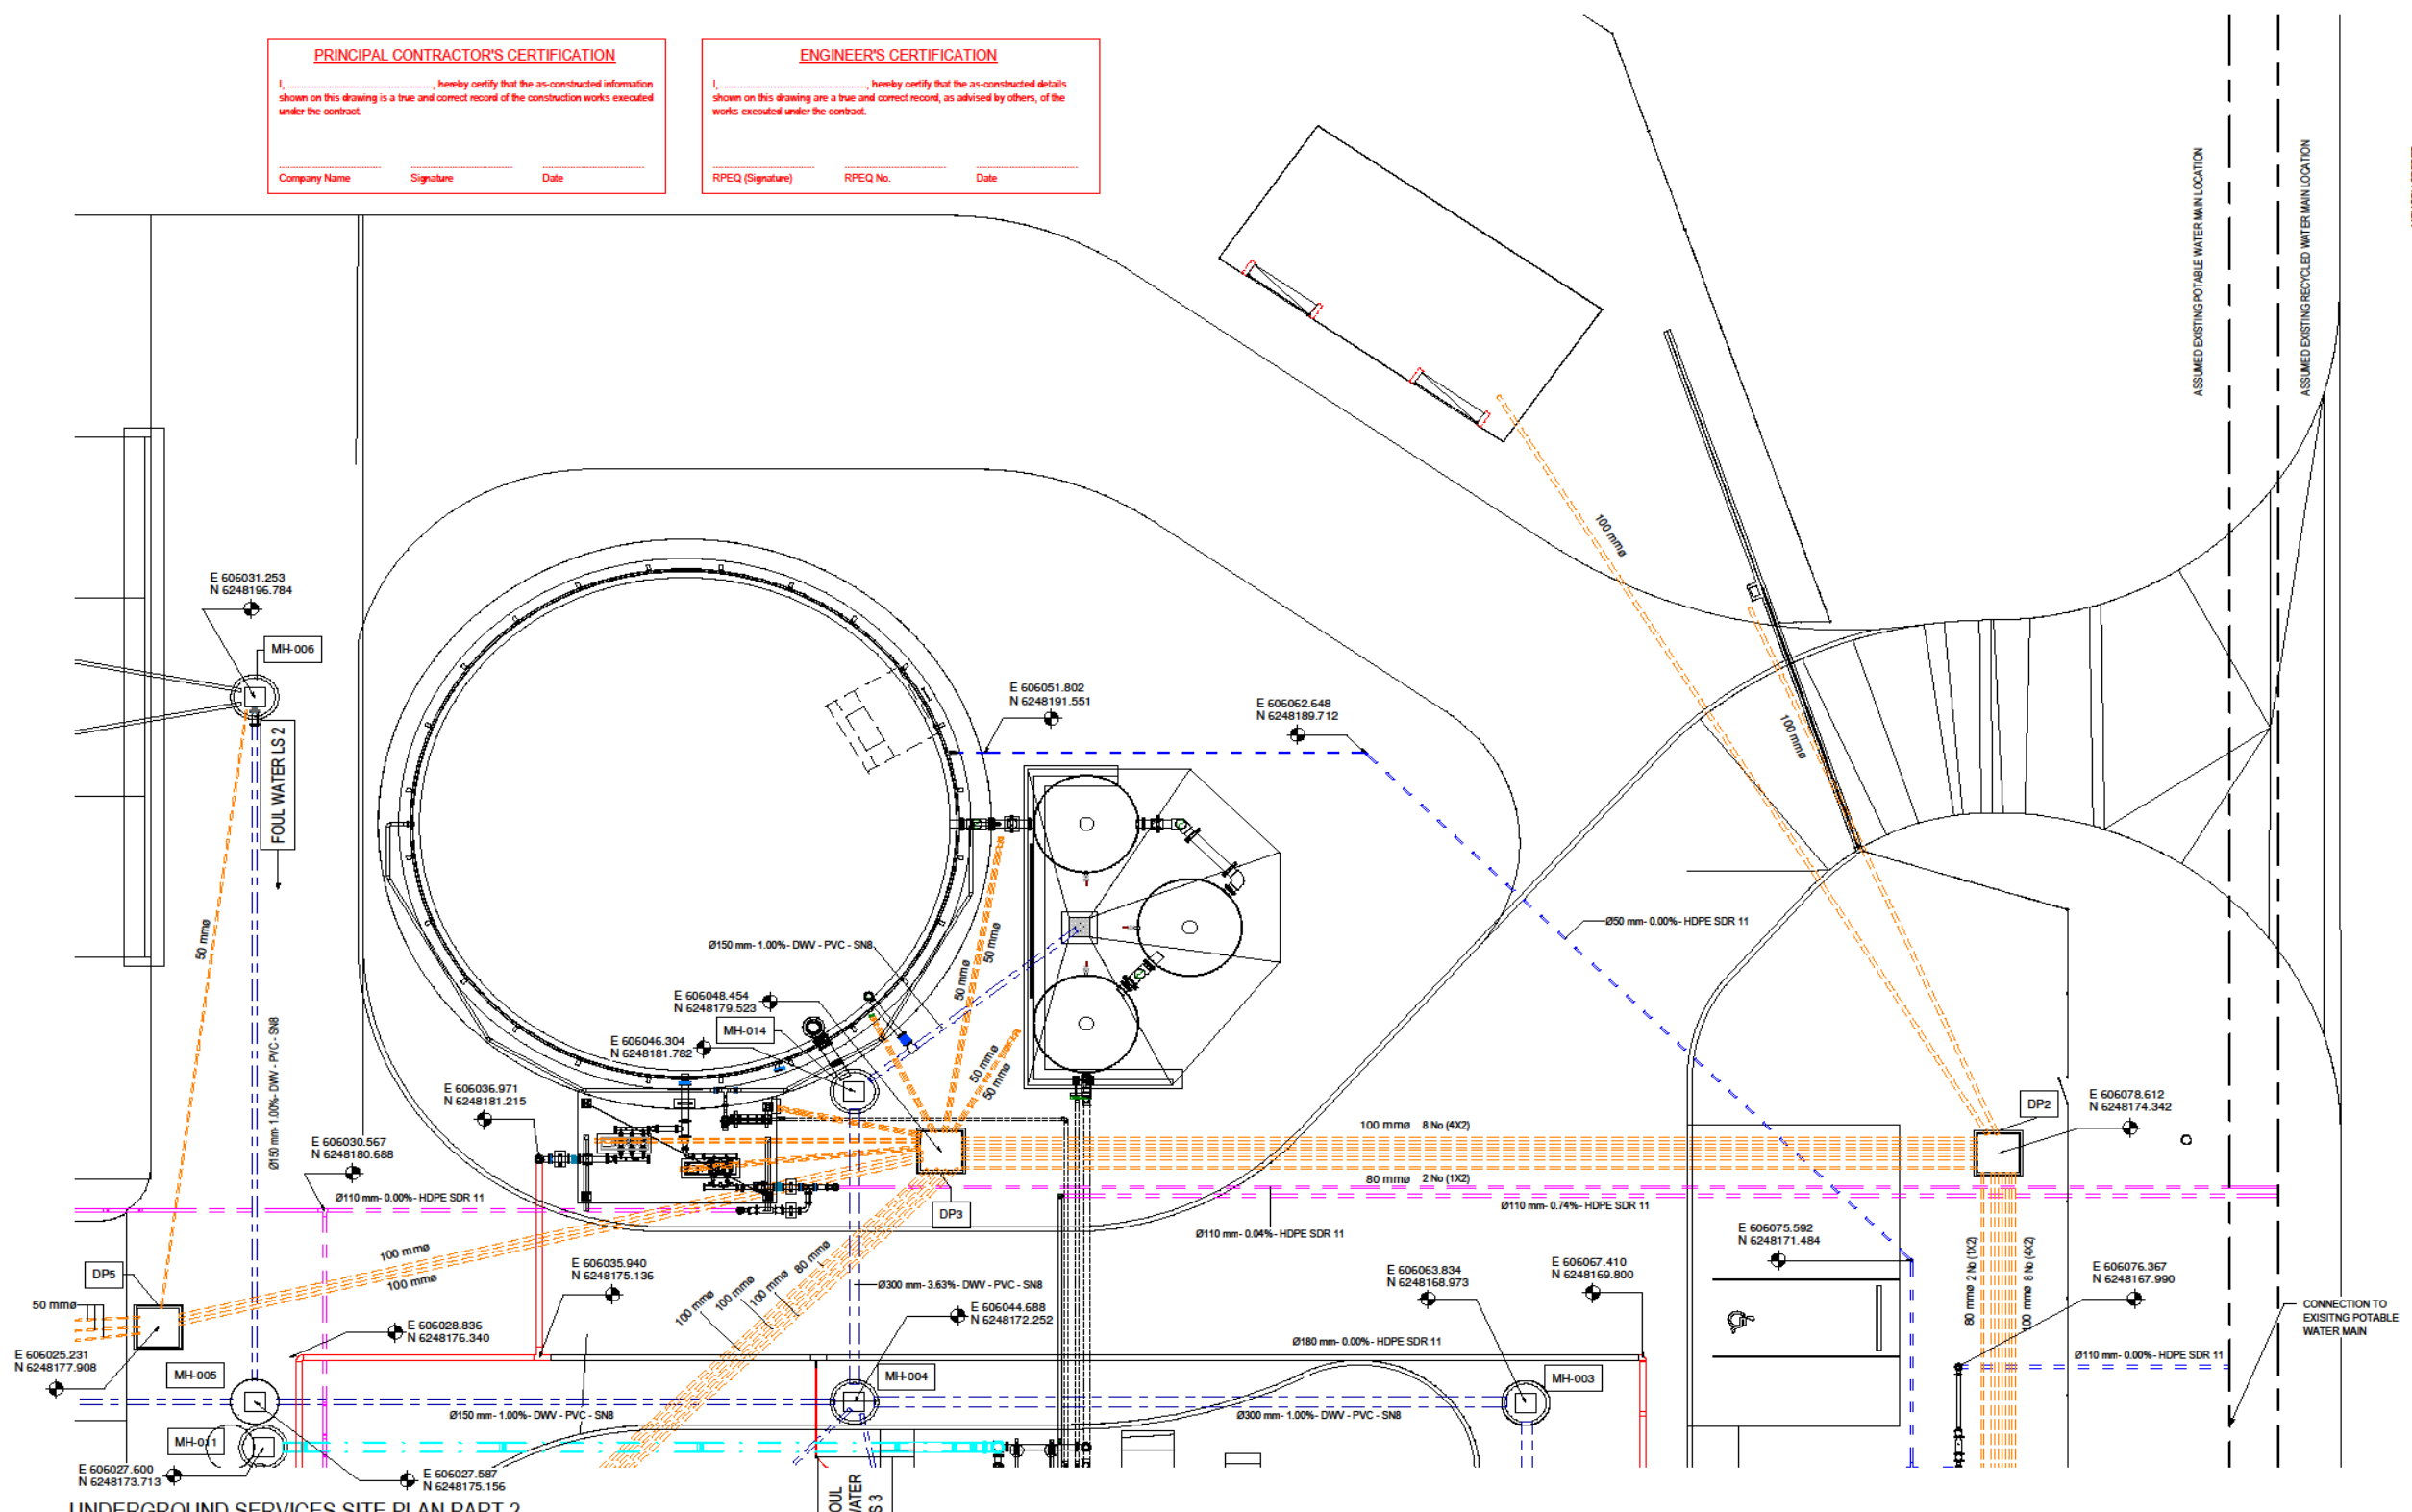 PRINCIPAL CONTRACTOR'S CERTIFICATION
I, ................................................, hereby certify that the as-constructed information
shown on this drawing is a true and correct record of the construction works executed
under the contract.
Company Name Signature Date
ENGINEER'S CERTIFICATION
I, ................................................, hereby certify that the as-constructed details
shown on this drawing are a true and correct record, as advised by others, of the
works executed under the contract.
RPEQ (Signature) RPEQ No. Date
ASSUMED EXISTING POTABLE WATER MAIN LOCATION
ASSUMED EXISTING RECYCLED WATER MAIN LOCATION
100 mmø
E 606031.253
N 6248196.784
MH-006
FOUL WATER LS 2
E 606051.802
N 6248191.551
E 606062.648
N 6248189.712
100 mmø
50 mmø
Ø150 mm- 1.00%- DWV - PVC - SN8
Ø50 mm- 0.00%- HDPE SDR 11
50 mmø
50 mmø
E 606048.454
N 6248179.523
MH-014
E 606046.304
N 6248181.782
50 mmø
50 mmø
E 606036.971
N 6248181.215
Ø150 mm- 1.00%- DWV - PVC - SN8
E 606030.567
N 6248180.688
DP2
E 606078.612
N 6248174.342
100 mmø 8 No (4X2)
80 mmø 2 No (1X2)
Ø110 mm- 0.00%- HDPE SDR 11
Ø110 mm- 0.74%- HDPE SDR 11
DP3
Ø110 mm- 0.04%- HDPE SDR 11
E 606075.592
N 6248171.484
100 mmø
100 mmø
DP5
50 mmø
E 606035.940
N 6248175.136
100 mmø
100 mmø
100 mmø
80 mmø
Ø300 mm- 3.63%- DWV - PVC - SN8
E 606063.834
N 6248168.973
E 606067.410
N 6248169.800
80 mmø 2 No (1X2)
100 mmø 8 No (4X2)
E 606076.367
N 6248167.990
CONNECTION TO
EXISITNG POTABLE
WATER MAIN
E 606044.688
N 6248172.252
E 606028.836
N 6248176.340
Ø180 mm- 0.00%- HDPE SDR 11
Ø110 mm- 0.00%- HDPE SDR 11
E 606025.231
N 6248177.908
MH-005
MH-004
MH-003
Ø150 mm- 1.00%- DWV - PVC - SN8
Ø300 mm- 1.00%- DWV - PVC - SN8
MH-011
E 606027.600
N 6248173.713
E 606027.587
N 6248175.156
UNDERGROUND SERVICES SITE PLAN PART 2